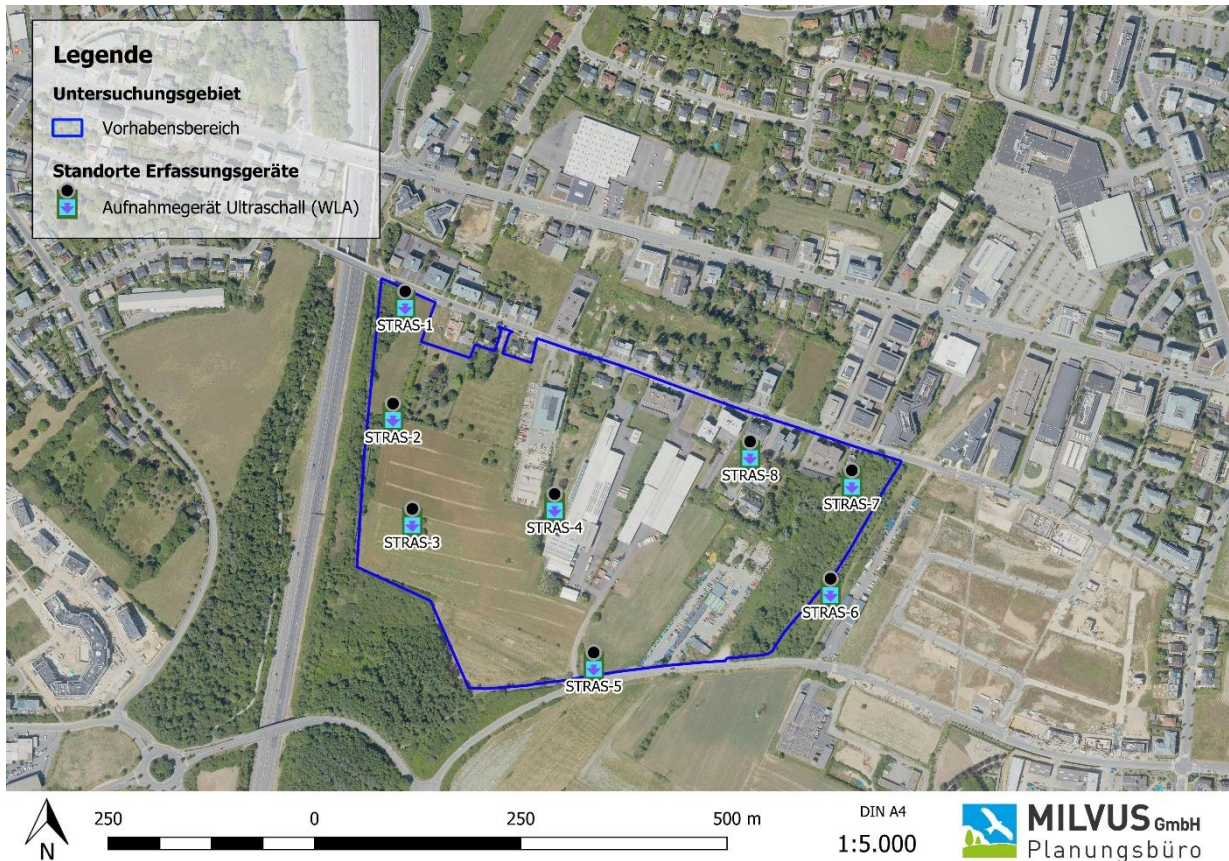 Legende
Untersuchungsgebiet
Vorhabensbereich
Standorte Erfassungsgeräte
Aufnahmegerät Ultraschall (WLA)
STRAS-1
STRAS-2
STRAS-3
STRAS-4
STRAS-8
STRAS-7
STRAS-6
STRAS-5
N
250 0 250 500 m
DIN A4
1:5.000
MILVUS GmbH
Planungsbüro